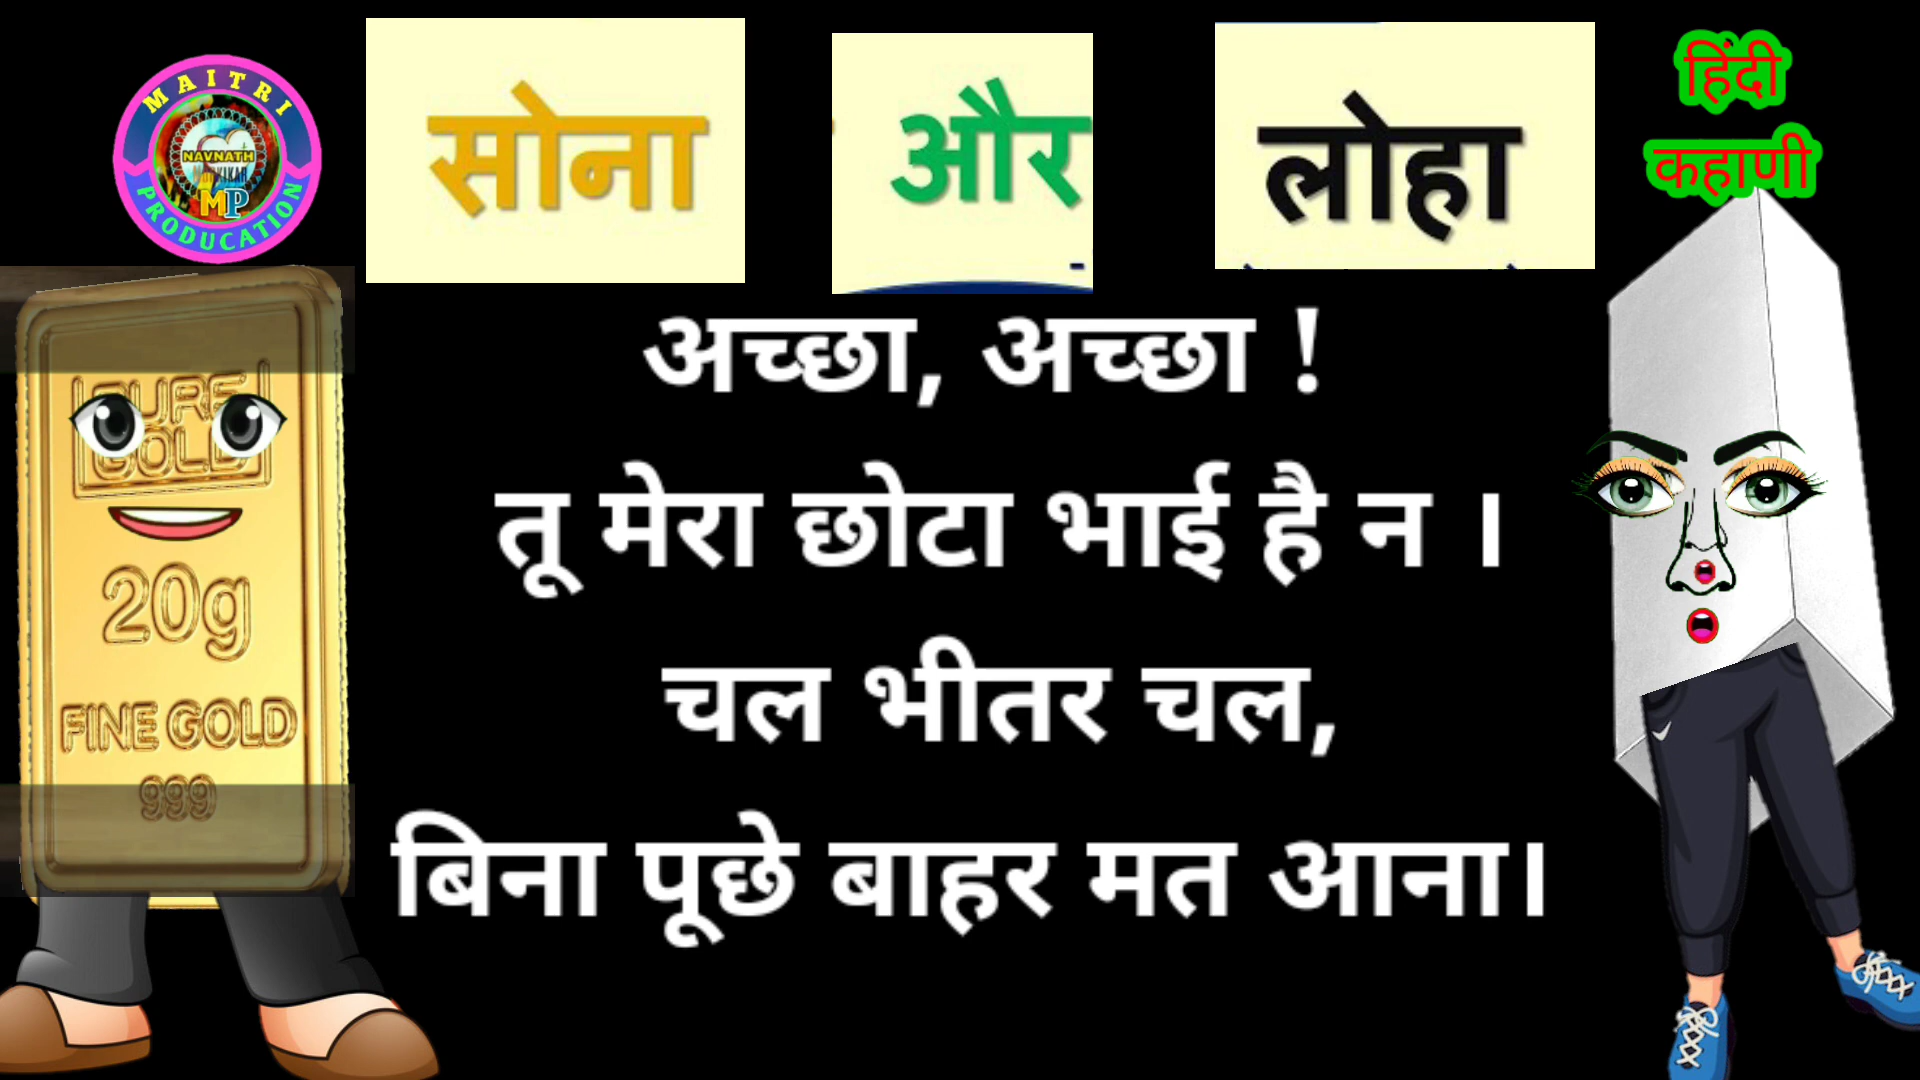 MAITRI
NAVNATH
MP
PRODUCATION
सोना और लोहा
हिंदी
कहाणी
अच्छा, अच्छा !
तू मेरा छोटा भाई है न ।
चल भीतर चल,
बिना पूछे बाहर मत आना।
PURE
GOLD
20g
FINE GOLD
999